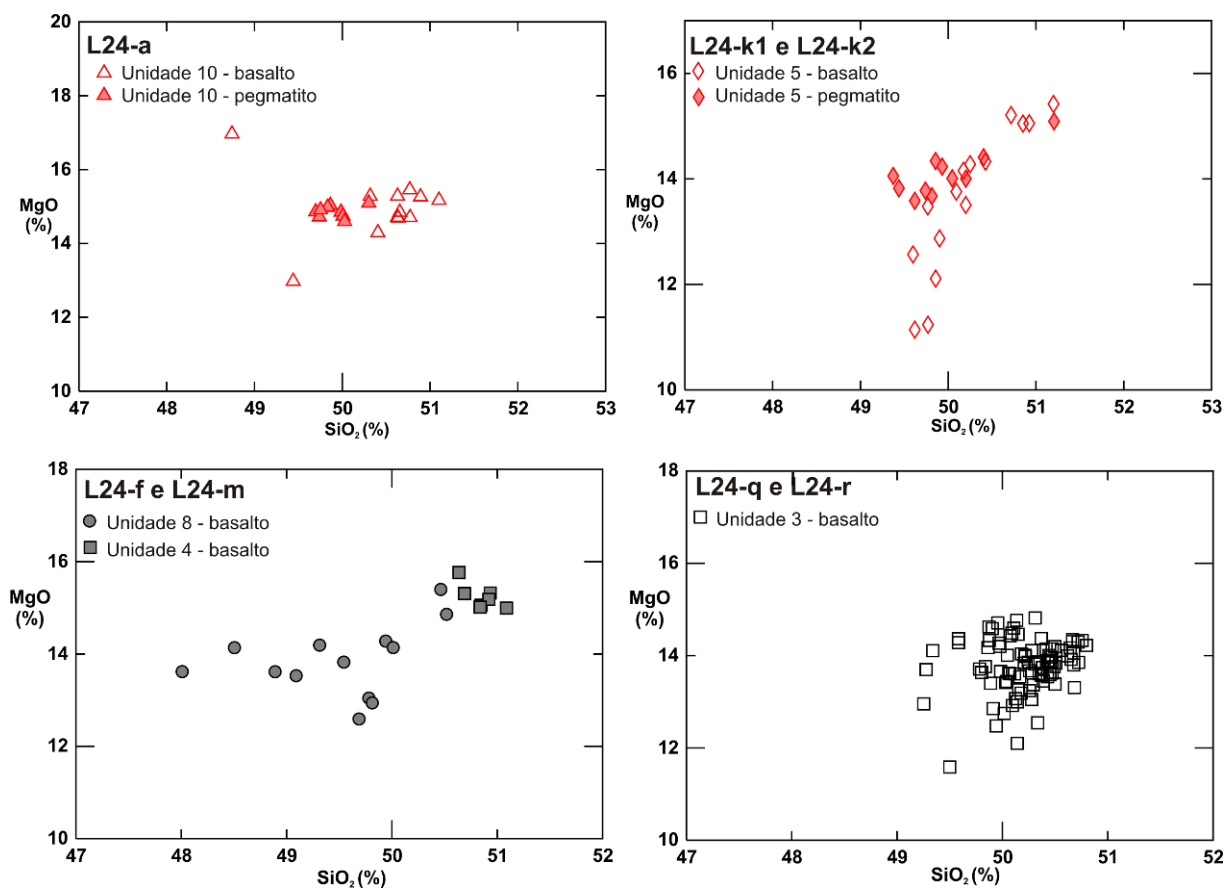 L24-a
Unidade 10 - basalto
Unidade 10 - pegmatito
20
18
16
MgO
(%)
14
12
10
47 48 49 50 51 52 53
SiO₂(%)
L24-k1 e L24-k2
Unidade 5 - basalto
Unidade 5 - pegmatito
16
14
MgO
(%)
12
10
47 48 49 50 51 52 53
SiO₂(%)
L24-f e L24-m
Unidade 8 - basalto
Unidade 4 - basalto
18
16
MgO
(%)
14
12
10
47 48 49 50 51 52
SiO₂(%)
L24-q e L24-r
Unidade 3 - basalto
18
16
MgO
(%)
14
12
10
47 48 49 50 51 52
SiO₂(%)